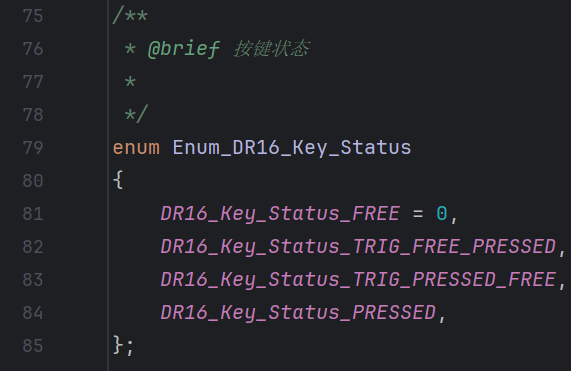 75 /**
76 * @brief 按键状态
77 *
78 */
79 enum Enum_DR16_Key_Status
80 {
81 DR16_Key_Status_FREE = 0,
82 DR16_Key_Status_TRIG_FREE_PRESSED,
83 DR16_Key_Status_TRIG_PRESSED_FREE,
84 DR16_Key_Status_PRESSED,
85 };